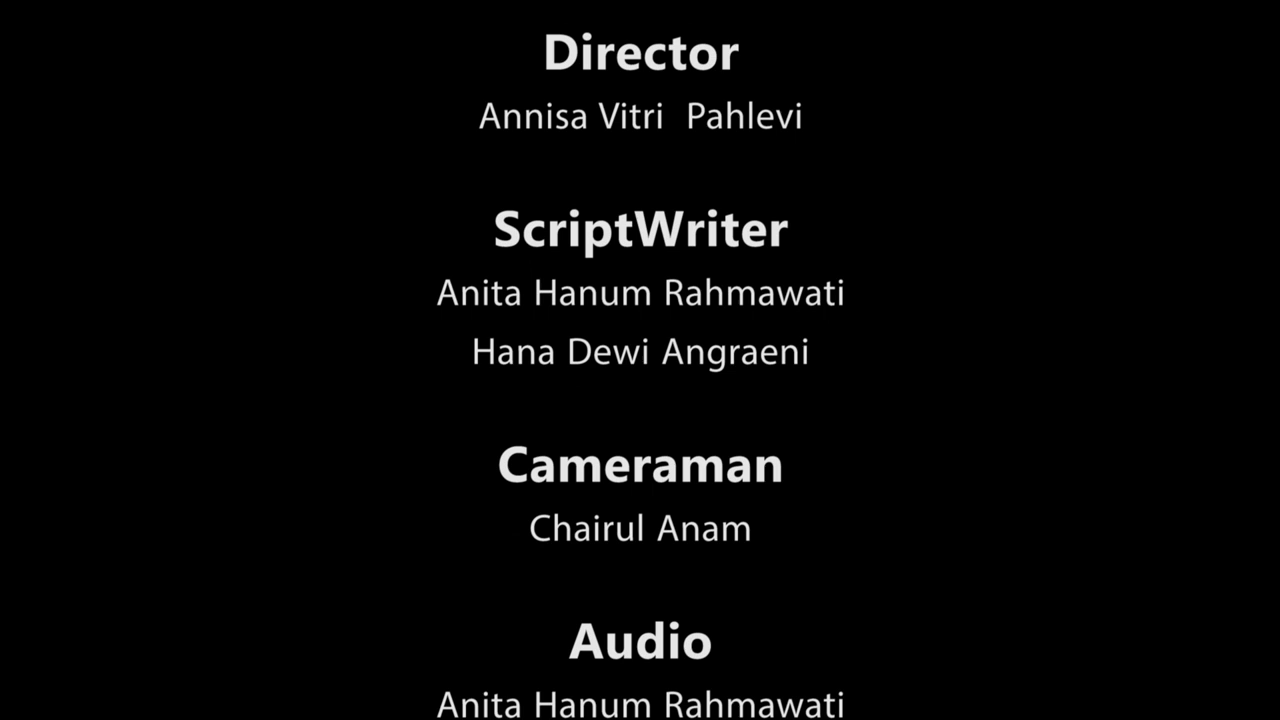 Director
Annisa Vitri  Pahlevi
ScriptWriter
Anita Hanum Rahmawati
Hana Dewi Angraeni
Cameraman
Chairul Anam
Audio
Anita Hanum Rahmawati